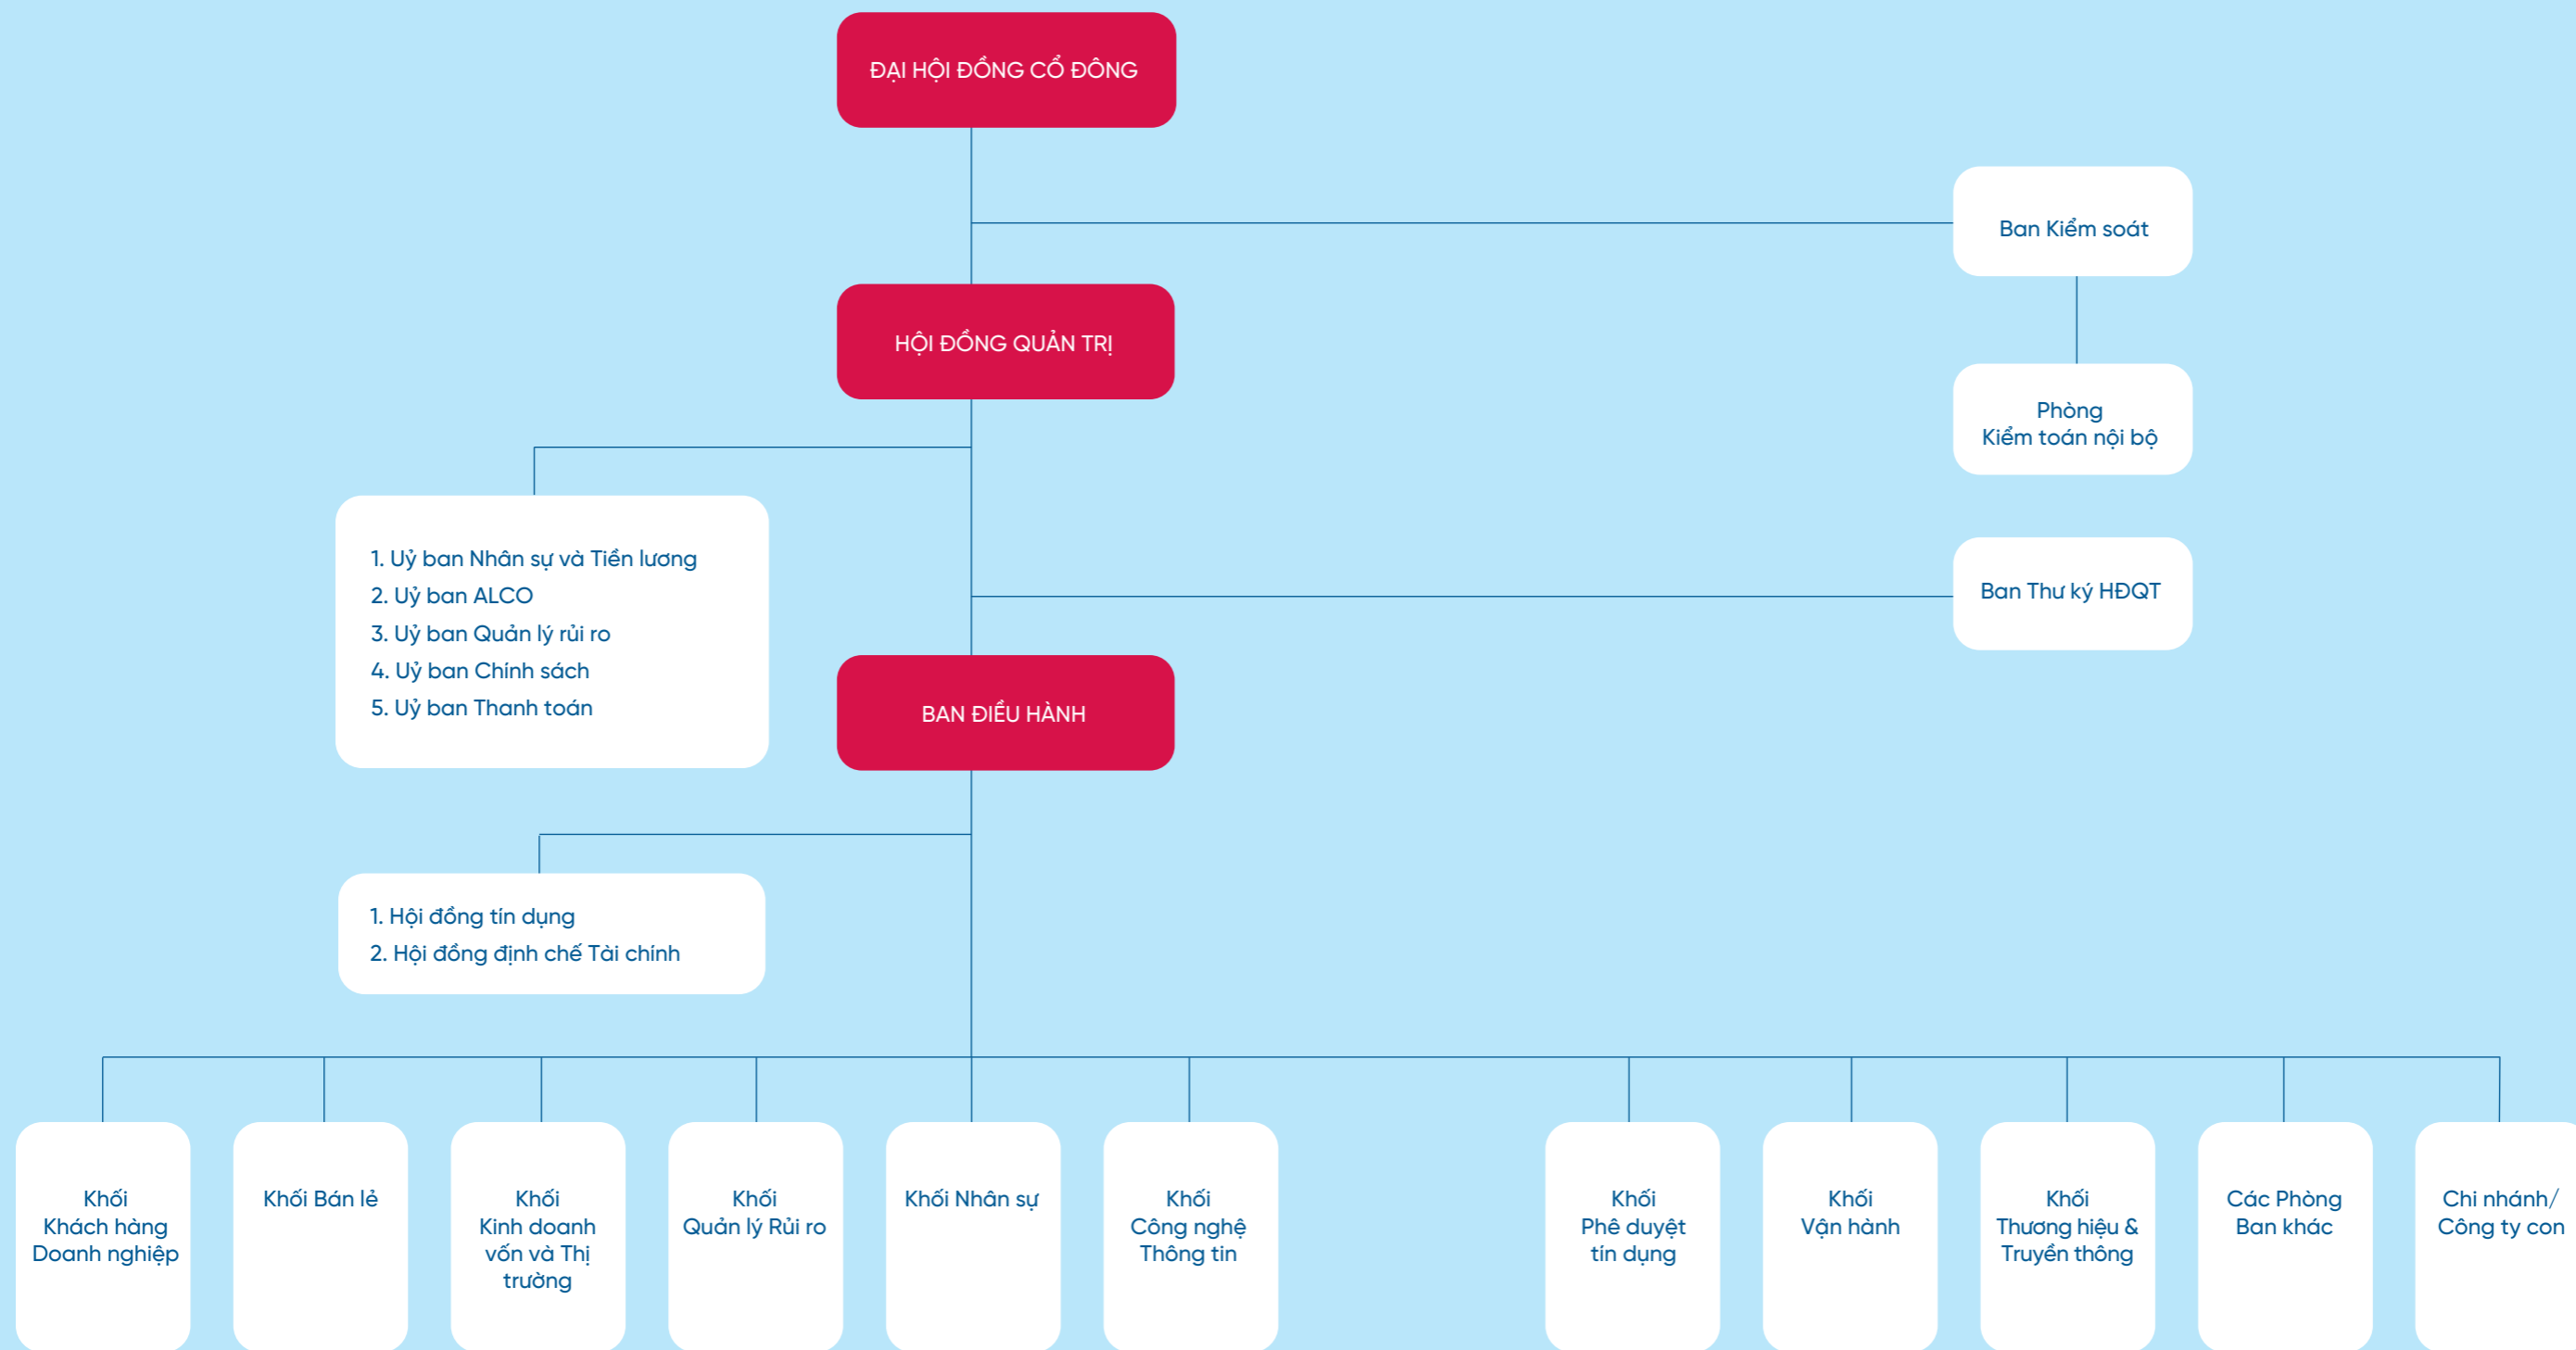 ĐẠI HỘI ĐỒNG CỔ ĐÔNG
Ban Kiểm soát
HỘI ĐỒNG QUẢN TRỊ
Phòng
Kiểm toán nội bộ
1. Uỷ ban Nhân sự và Tiền lương
2. Uỷ ban ALCO
3. Uỷ ban Quản lý rủi ro
4. Uỷ ban Chính sách
5. Uỷ ban Thanh toán
Ban Thư ký HĐQT
BAN ĐIỀU HÀNH
1. Hội đồng tín dụng
2. Hội đồng định chế Tài chính
Khối
Khách hàng
Doanh nghiệp
Khối Bán lẻ
Khối
Kinh doanh
vốn và Thị
trường
Khối
Quản lý Rủi ro
Khối Nhân sự
Khối
Công nghệ
Thông tin
Khối
Phê duyệt
tín dụng
Khối
Vận hành
Khối
Thương hiệu &
Truyền thông
Các Phòng
Ban khác
Chi nhánh/
Công ty con